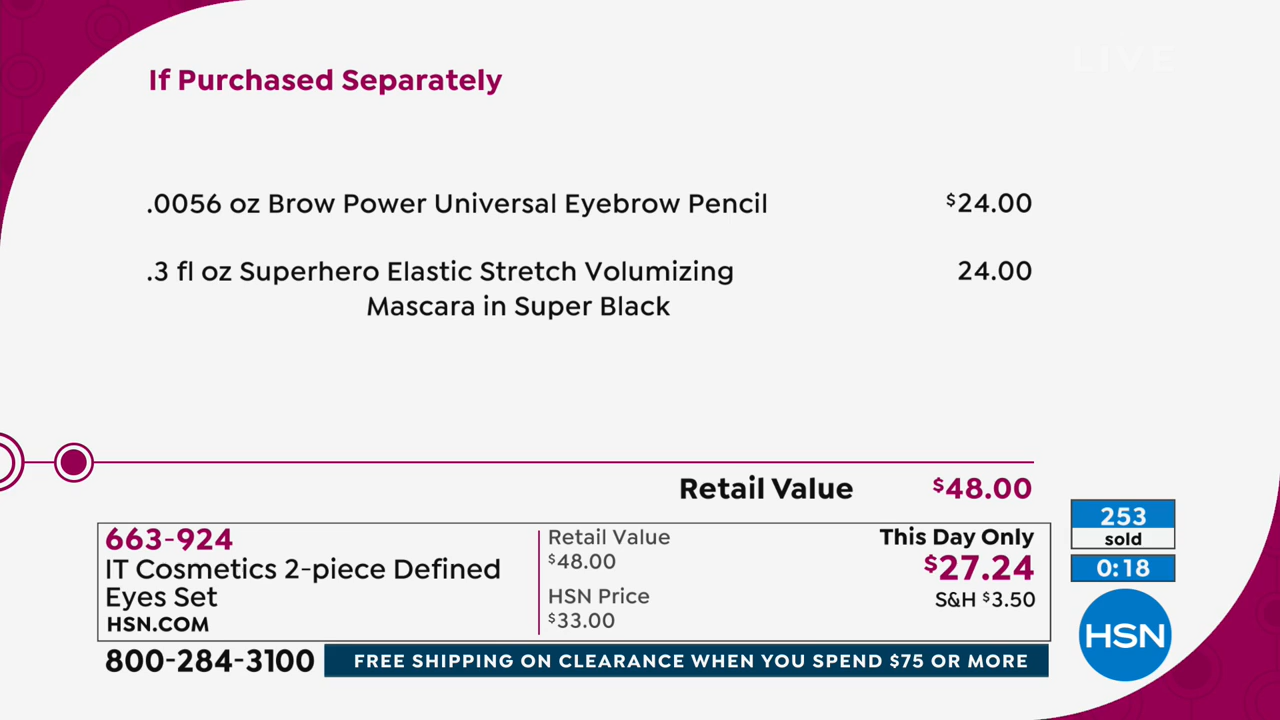 LIVE
If Purchased Separately
.0056 oz Brow Power Universal Eyebrow Pencil $24.00
.3 fl oz Superhero Elastic Stretch Volumizing 24.00
Mascara in Super Black
Retail Value $48.00
663-924
IT Cosmetics 2-piece Defined
Eyes Set
HSN.COM
Retail Value
$48.00
HSN Price
$33.00
This Day Only
$27.24
S&H $3.50
253
sold
0:18
HSN
800-284-3100
FREE SHIPPING ON CLEARANCE WHEN YOU SPEND $75 OR MORE